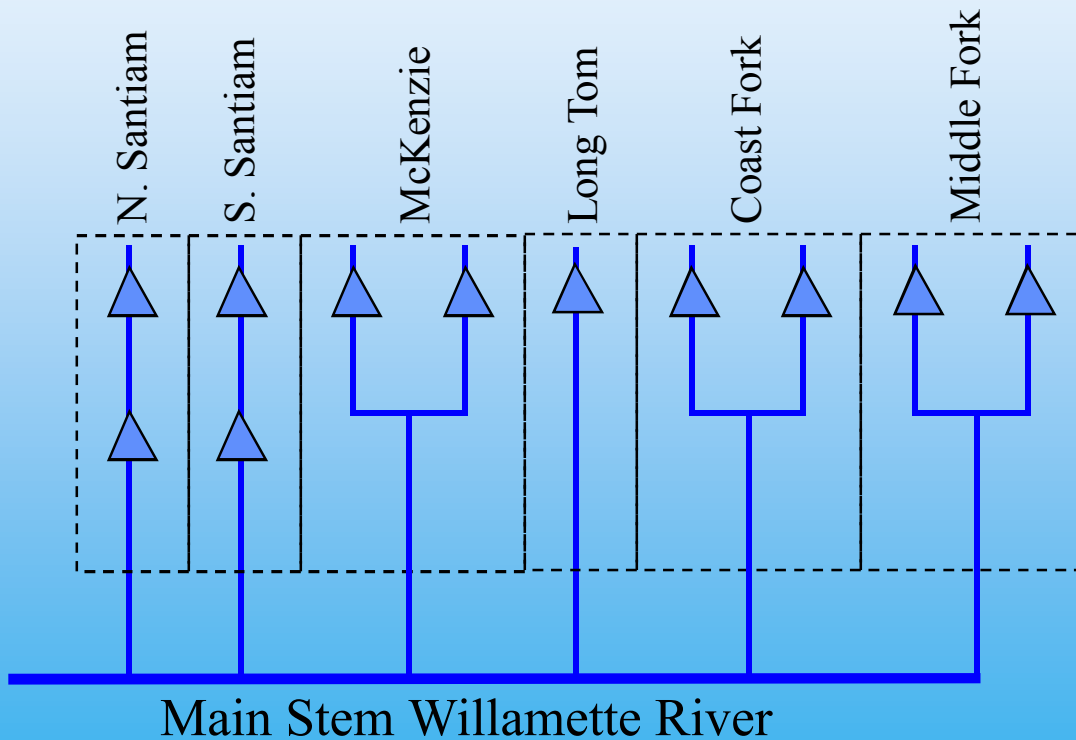 N. Santiam
S. Santiam
McKenzie
Long Tom
Coast Fork
Middle Fork
Main Stem Willamette River